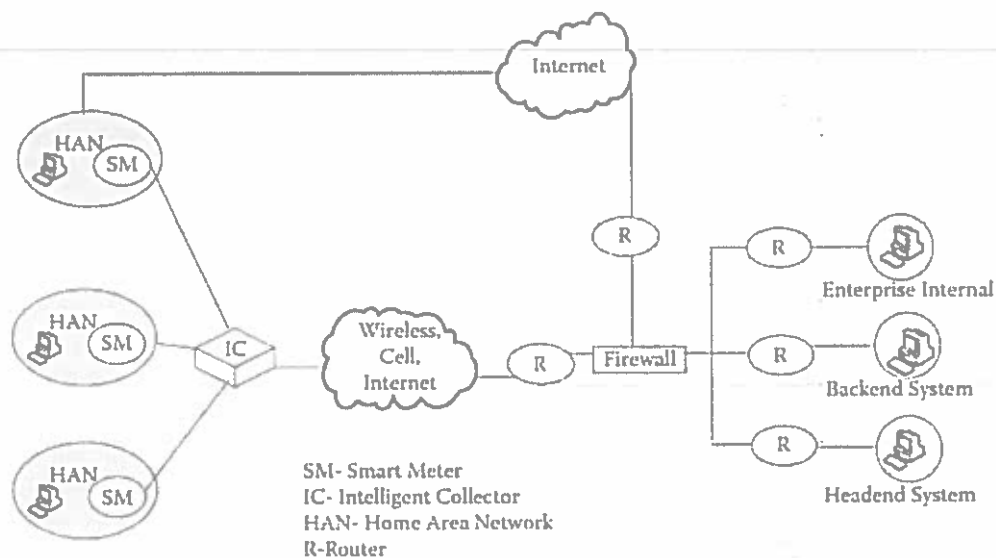 Internet
HAN
SM
R
R
Enterprise Internal
HAN
SM
IC
Wireless,
Cell,
Internet
R
Firewall
R
Backend System
HAN
SM
R
Headend System
SM- Smart Meter
IC- Intelligent Collector
HAN- Home Area Network
R-Router